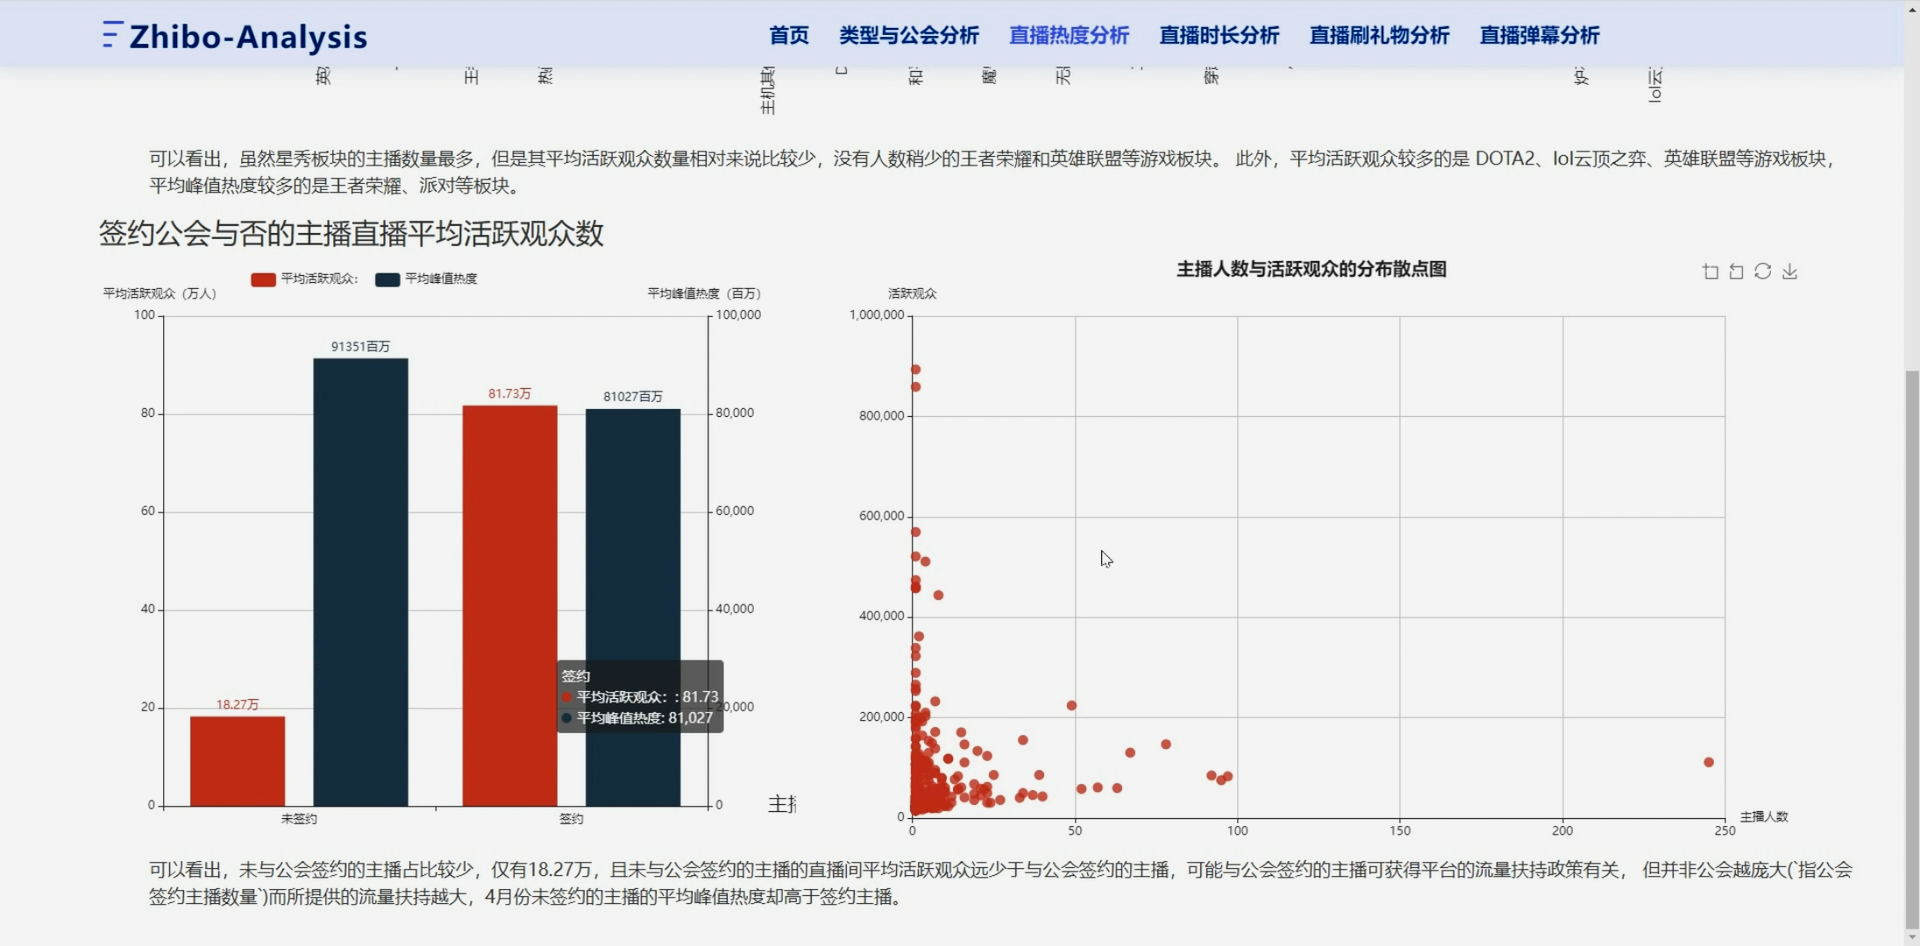 Zhibo-Analysis
首页 类型与公会分析 直播热度分析 直播时长分析 直播刷礼物分析 直播弹幕分析
主机其
可以看出，虽然星秀板块的主播数量最多，但是其平均活跃观众数量相对来说比较少，没有人数稍少的王者荣耀和英雄联盟等游戏板块。 此外，平均活跃观众较多的是 DOTA2、lol云顶之弈、英雄联盟等游戏板块，
平均峰值热度较多的是王者荣耀、派对等板块。
签约公会与否的主播直播平均活跃观众数
平均活跃观众: 平均峰值热度
平均活跃观众（万人） 平均峰值热度（百万）
100
80
60
40
20
0
100,000
80,000
60,000
40,000
20,000
0
18.27万
91351百万
81.73万
81027百万
签约
平均活跃观众: : 81.73
平均峰值热度: 81,027
未签约 签约
主播
主播人数与活跃观众的分布散点图
活跃观众
1,000,000
800,000
600,000
400,000
200,000
0
0 50 100 150 200 250
主播人数
可以看出，未与公会签约的主播占比较少，仅有18.27万，且未与公会签约的主播的直播间平均活跃观众远少于与公会签约的主播，可能与公会签约的主播可获得平台的流量扶持政策有关， 但并非公会越庞大(`指公会
签约主播数量`)而所提供的流量扶持越大，4月份未签约的主播的平均峰值热度却高于签约主播。